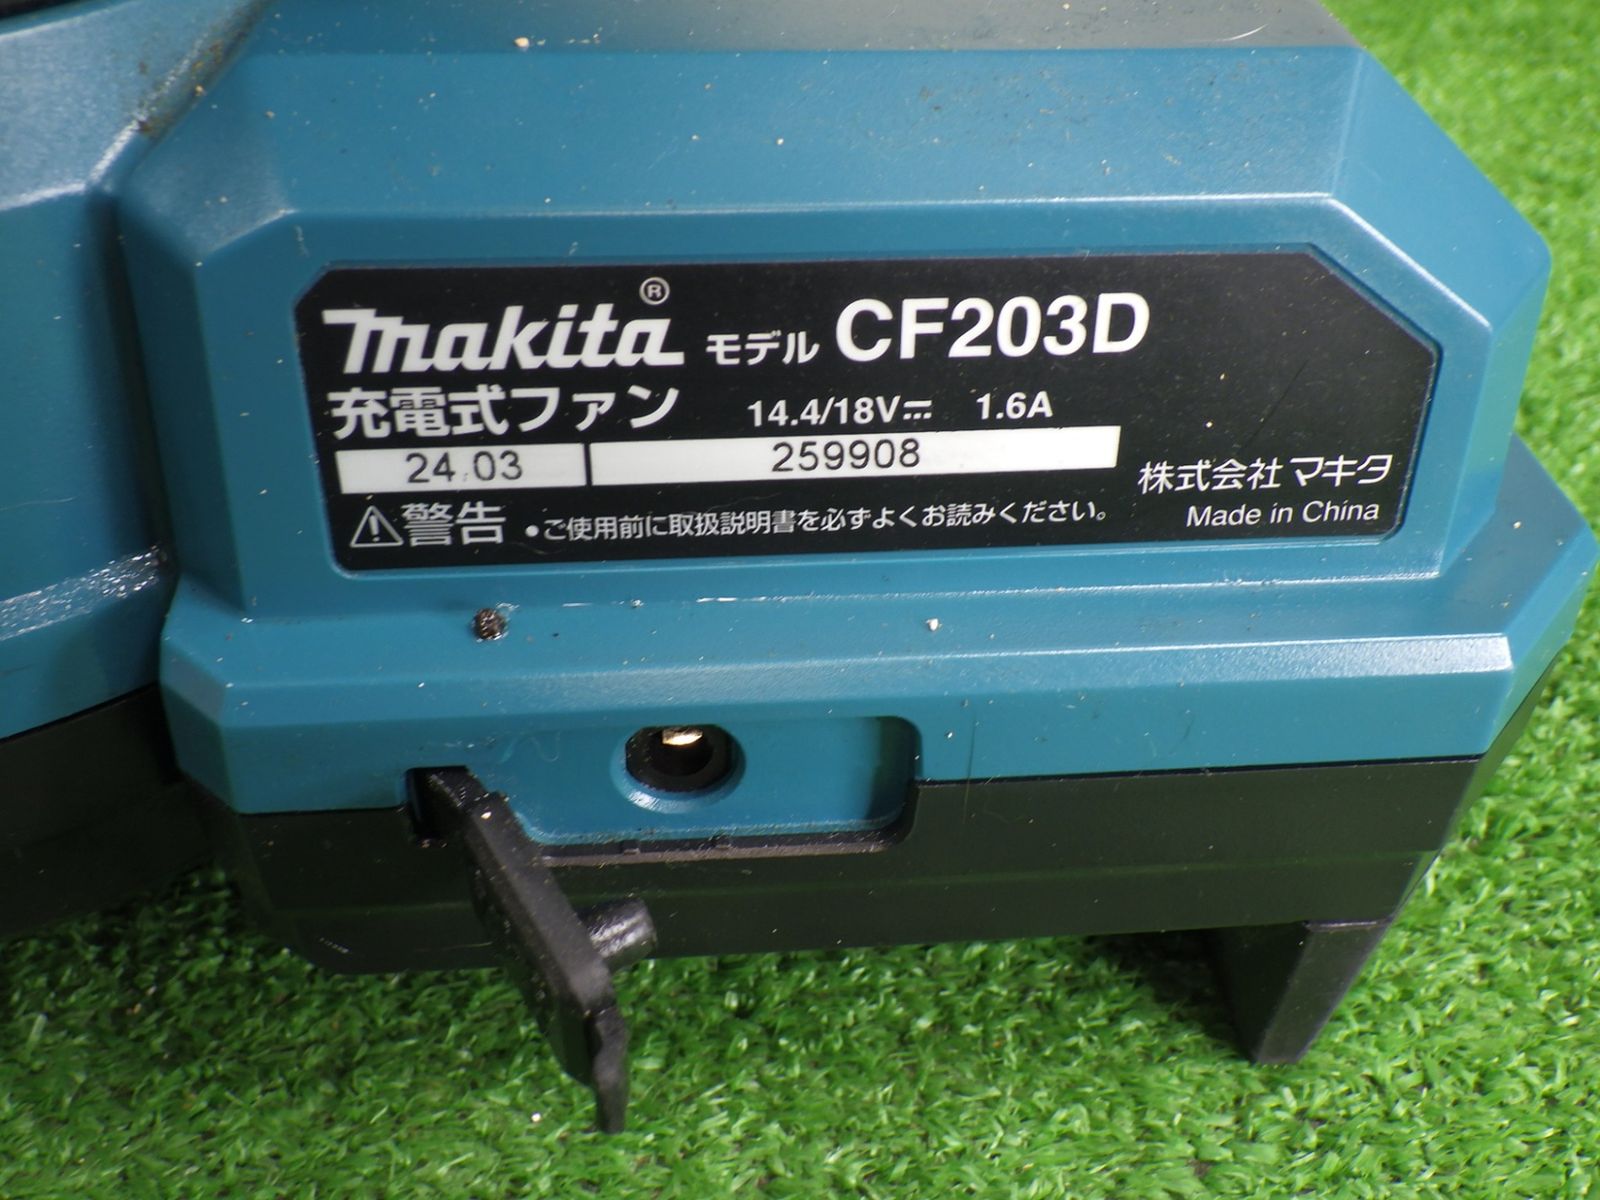 makita® モデル CF203D
充電式ファン 14.4/18V⎓ 1.6A
24.03 259908
⚠警告 •ご使用前に取扱説明書を必ずよくお読みください。
株式会社マキタ
Made in China